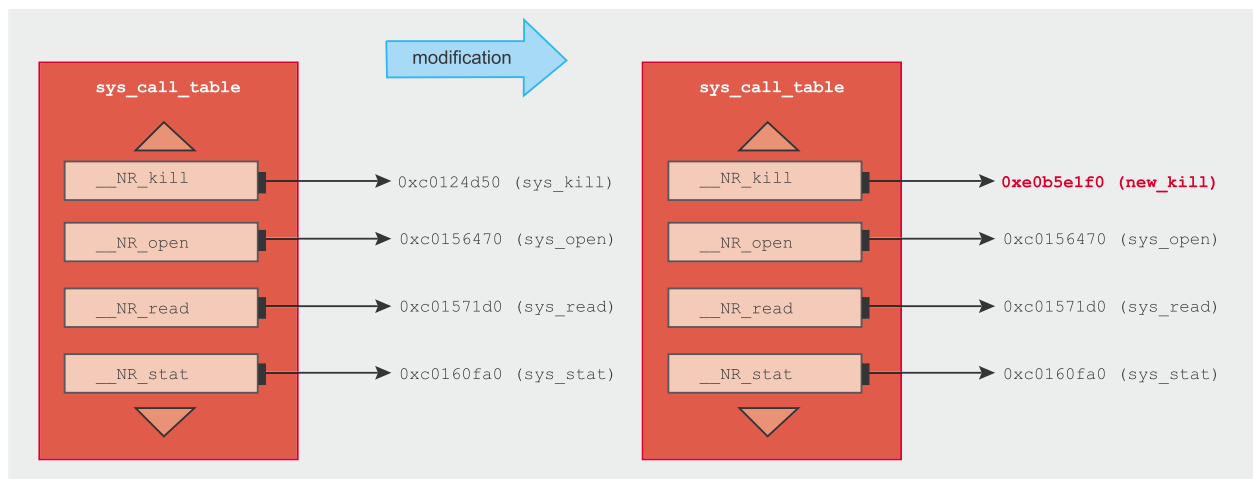 modification
sys_call_table
__NR_kill 0xc0124d50 (sys_kill)
__NR_open 0xc0156470 (sys_open)
__NR_read 0xc01571d0 (sys_read)
__NR_stat 0xc0160fa0 (sys_stat)
sys_call_table
__NR_kill 0xe0b5e1f0 (new_kill)
__NR_open 0xc0156470 (sys_open)
__NR_read 0xc01571d0 (sys_read)
__NR_stat 0xc0160fa0 (sys_stat)